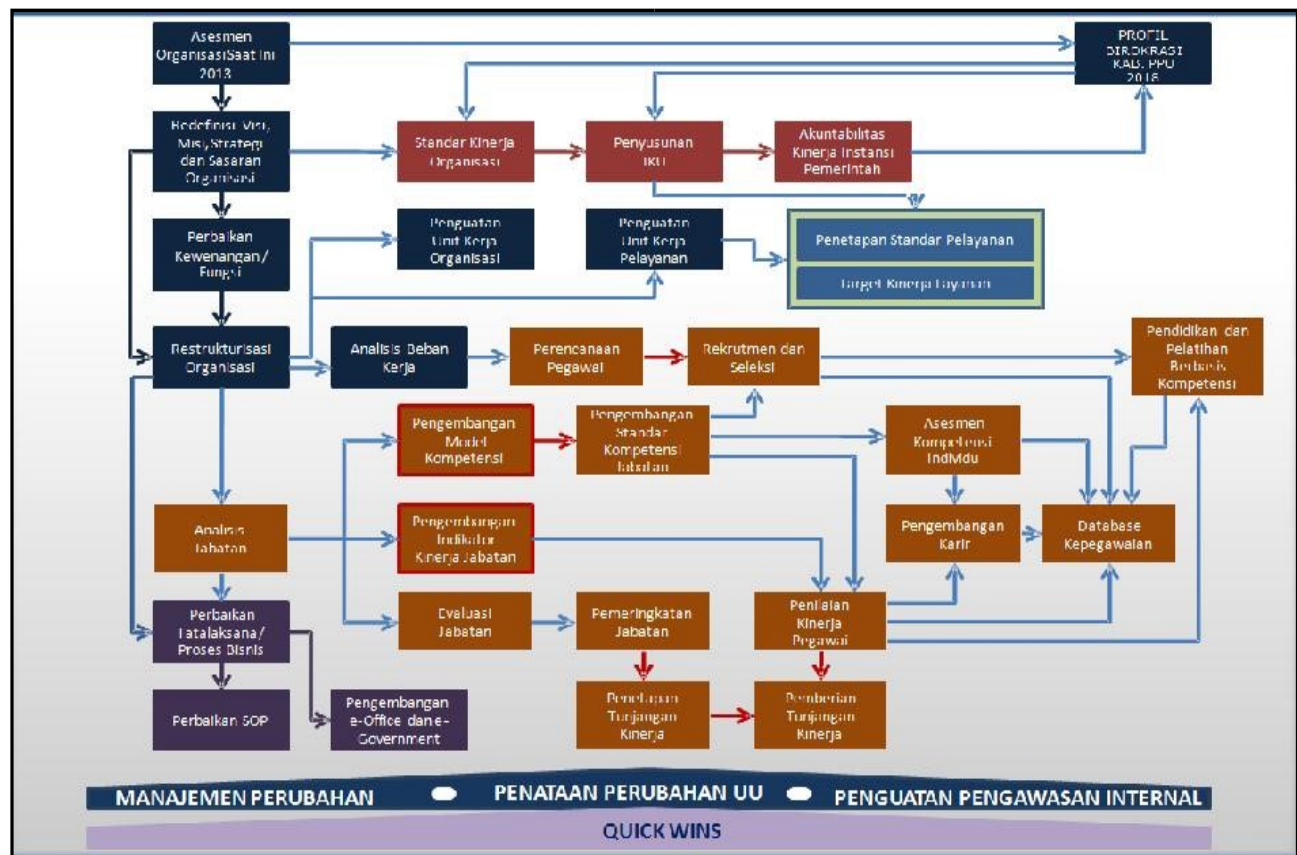 Asesmen
OrganisasiSaat Ini
2013
PROFIL
BIROKRASI
KAB. PPU
2018
Redefinisi Visi,
Misi, Strategi
dan Sasaran
Organisasi
Standar Kinerja
Organisasi
Penyusunan
IKU
Akuntabilitas
Kinerja Instansi
Pemerintah
Perbaikan
Kewenangan/
Fungsi
Penguatan
Unit Kerja
Organisasi
Penguatan
Unit Kerja
Pelayanan
Penetapan Standar Pelayanan
Target Kinerja Layanan
Restrukturisasi
Organisasi
Analisis Beban
Kerja
Perencanaan
Pegawai
Rekrutmen dan
Seleksi
Pendidikan dan
Pelatihan
Berbasis
Kompetensi
Pengembangan
Model
Kompetensi
Pengembangan
Standar
Kompetensi
Jabatan
Asesmen
Kompetensi
Individu
Analisis
Jabatan
Pengembangan
Indikator
Kinerja Jabatan
Pengembangan
Karir
Database
Kepegawaian
Perbaikan
Tatalaksana/
Proses Bisnis
Evaluasi
Jabatan
Pemeringkatan
Jabatan
Penilaian
Kinerja
Pegawai
Perbaikan SOP
Pengembangan
e-Office dan e-
Government
Penetapan
Tunjangan
Kinerja
Pemberian
Tunjangan
Kinerja
MANAJEMEN PERUBAHAN
PENATAAN PERUBAHAN UU
PENGUATAN PENGAWASAN INTERNAL
QUICK WINS